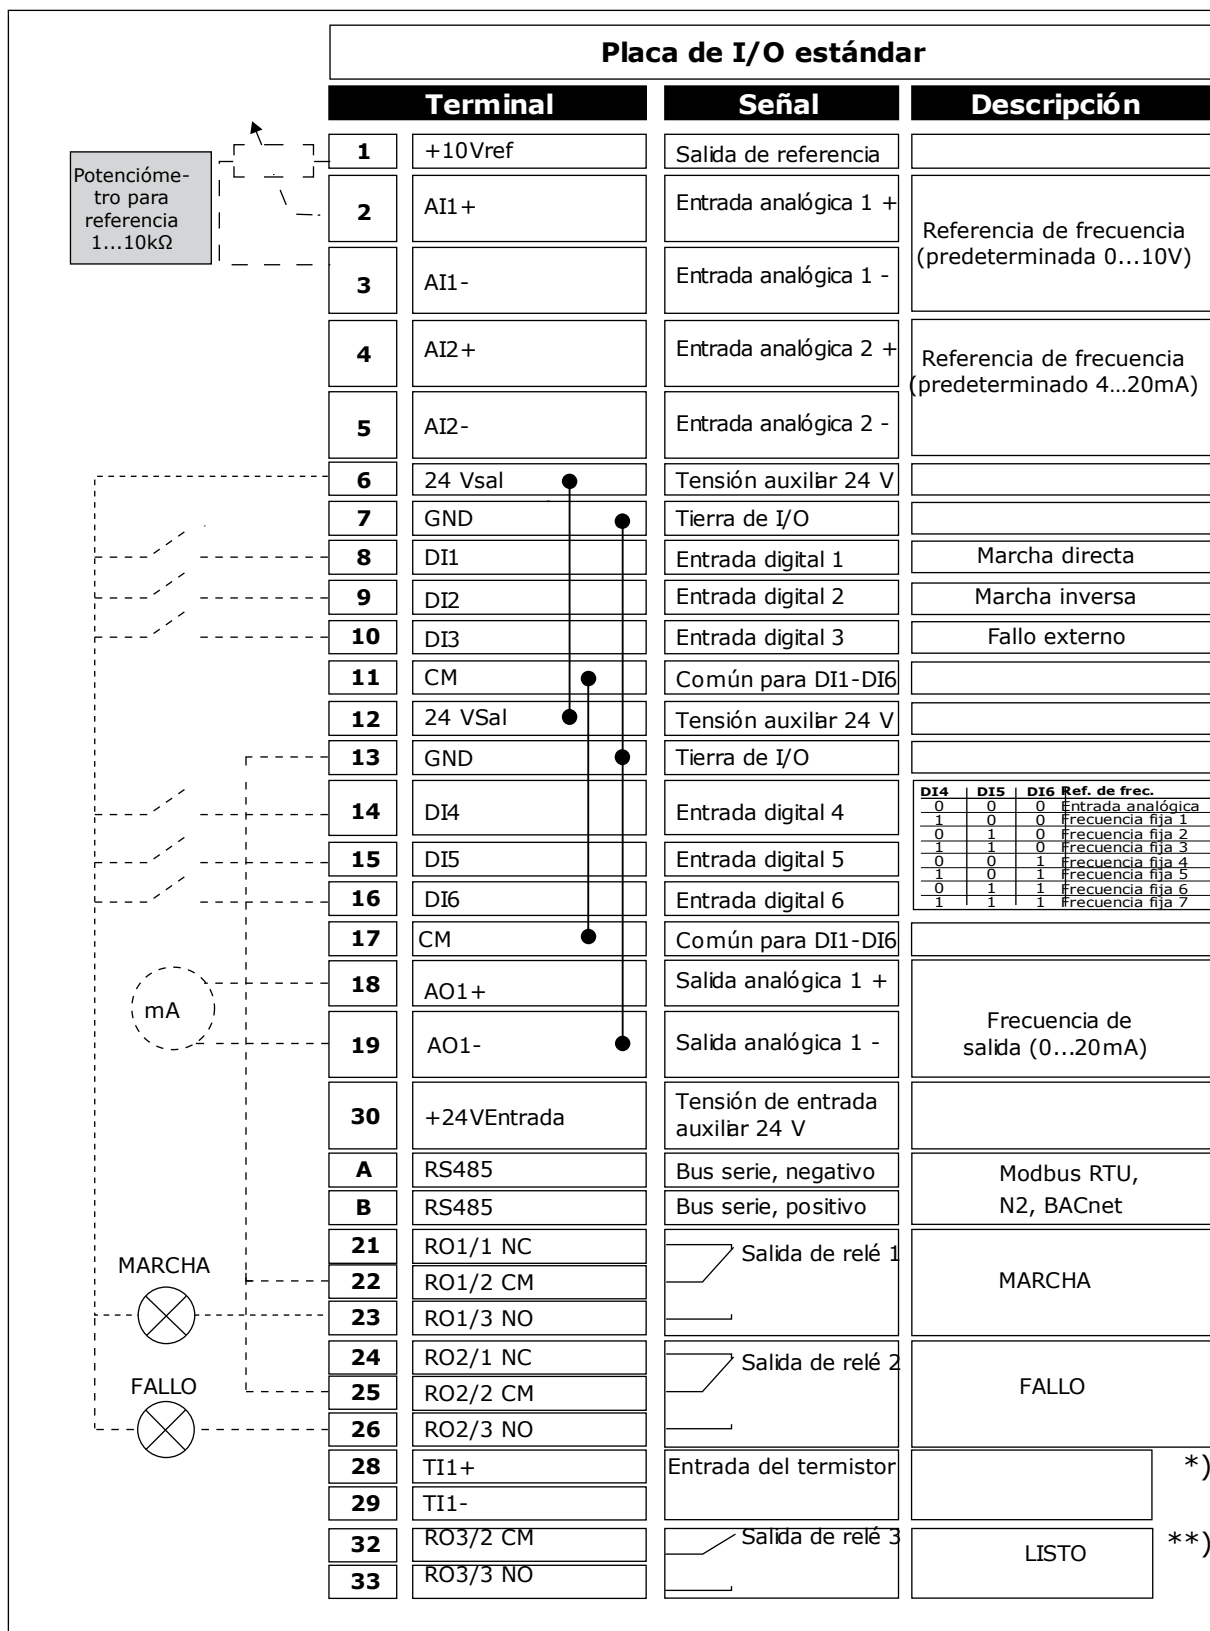 Placa de I/O estándar
Terminal Señal Descripción
Potencióme-
tro para
referencia
1...10kΩ
1 +10Vref Salida de referencia
2 AI1+ Entrada analógica 1 +
3 AI1- Entrada analógica 1 -
Referencia de frecuencia
(predeterminada 0...10V)
4 AI2+ Entrada analógica 2 +
5 AI2- Entrada analógica 2 -
Referencia de frecuencia
(predeterminado 4...20mA)
6 24 Vsal Tensión auxiliar 24 V
7 GND Tierra de I/O
8 DI1 Entrada digital 1 Marcha directa
9 DI2 Entrada digital 2 Marcha inversa
10 DI3 Entrada digital 3 Fallo externo
11 CM Común para DI1-DI6
12 24 VSal Tensión auxiliar 24 V
13 GND Tierra de I/O
14 DI4 Entrada digital 4
15 DI5 Entrada digital 5
16 DI6 Entrada digital 6
DI4 DI5 DI6 Ref. de frec.
0 0 0 Entrada analógica
1 0 0 Frecuencia fija 1
0 1 0 Frecuencia fija 2
1 1 0 Frecuencia fija 3
0 0 1 Frecuencia fija 4
1 0 1 Frecuencia fija 5
0 1 1 Frecuencia fija 6
1 1 1 Frecuencia fija 7
17 CM Común para DI1-DI6
mA
18 AO1+ Salida analógica 1 +
19 AO1- Salida analógica 1 -
Frecuencia de
salida (0...20mA)
30 +24VEntrada Tensión de entrada
auxiliar 24 V
A RS485 Bus serie, negativo
B RS485 Bus serie, positivo
Modbus RTU,
N2, BACnet
MARCHA
21 RO1/1 NC Salida de relé 1
22 RO1/2 CM MARCHA
23 RO1/3 NO
FALLO
24 RO2/1 NC Salida de relé 2
25 RO2/2 CM FALLO
26 RO2/3 NO
28 TI1+ Entrada del termistor *)
29 TI1-
32 RO3/2 CM Salida de relé 3 LISTO **)
33 RO3/3 NO